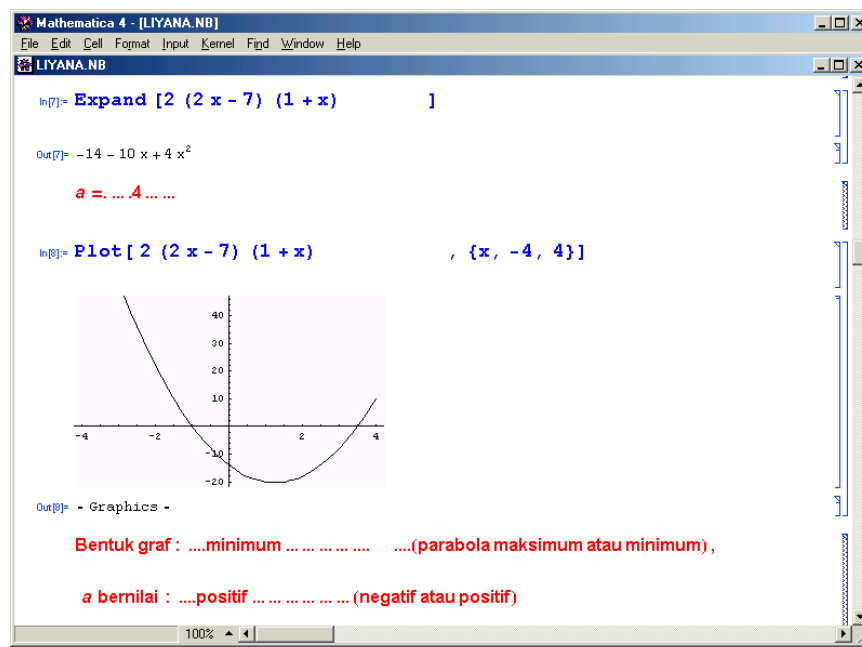 Mathematica 4 - [LIYANA.NB]
File Edit Cell Format Input Kernel Find Window Help
LIYANA.NB
In[7]:= Expand [2 (2 x - 7) (1 + x) ]
Out[7]= -14 - 10 x + 4 x²
a =. ... .4 ... ...
In[8]:= Plot[ 2 (2 x - 7) (1 + x) , {x, -4, 4}]
40
30
20
10
-4 -2 2 4
-10
-20
Out[8]= - Graphics -
Bentuk graf : ....minimum ... ... ... ... .... ....(parabola maksimum atau minimum) ,
a bernilai : ....positif ... ... ... ... ... ... (negatif atau positif)
100%